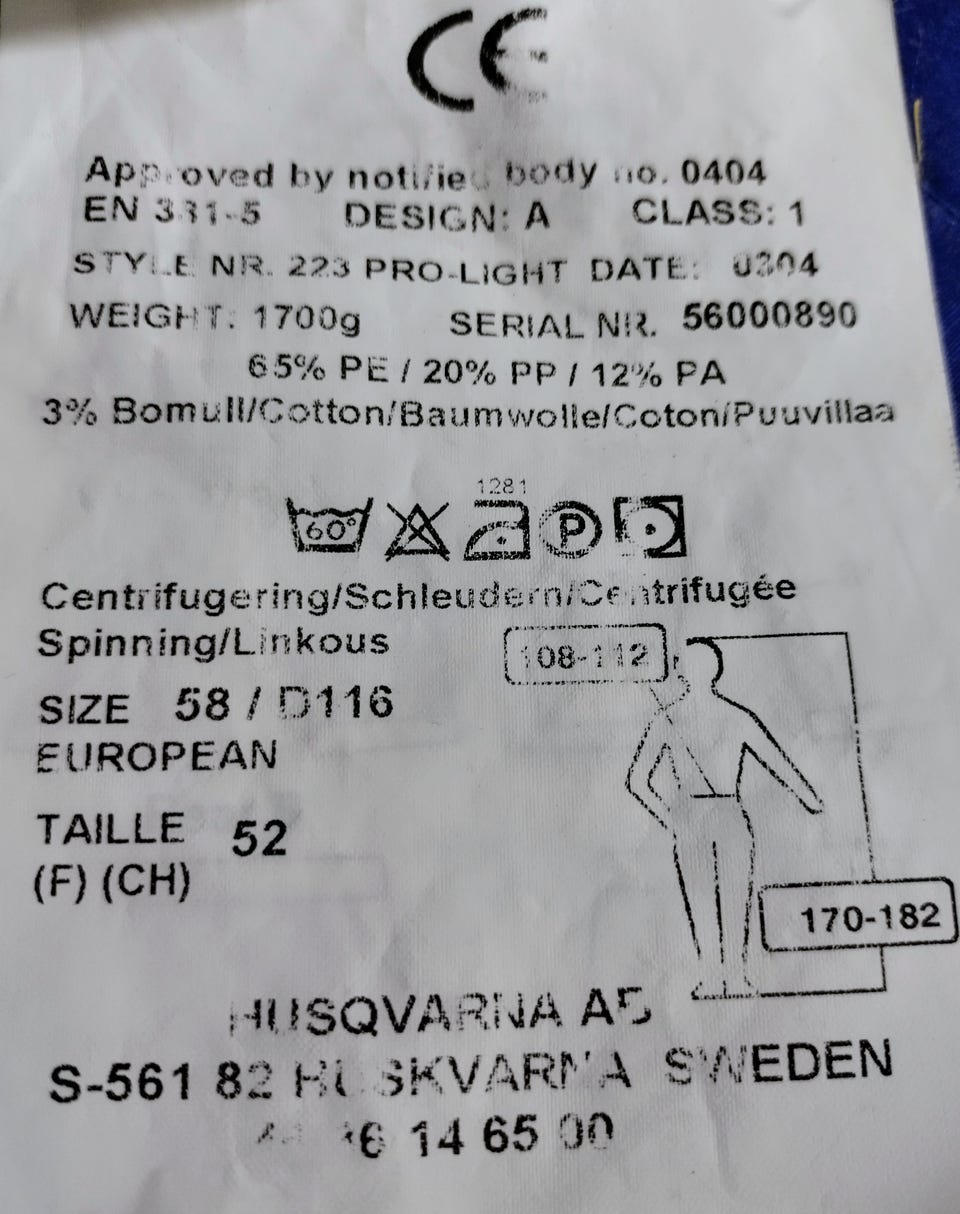 CE
Approved by notified body no. 0404
EN 381-5 DESIGN: A CLASS: 1
STYLE NR. 223 PRO-LIGHT DATE: 0304
WEIGHT: 1700g SERIAL NR. 56000890
65% PE / 20% PP / 12% PA
3% Bomull/Cotton/Baumwolle/Coton/Puuvillaa
1281
60° P
Centrifugering/Schleudern/Centrifugée
Spinning/Linkous
108-112
SIZE 58 / D116
EUROPEAN
TAILLE 52
(F) (CH)
170-182
HUSQVARNA AB
S-561 82 HUSKVARNA SWEDEN
14 65 00